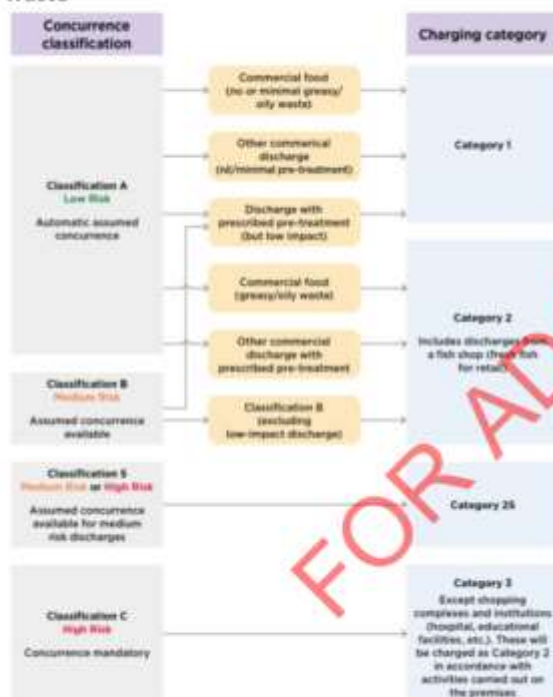 Concurrence
classification
Charging category
Classification A
Low Risk
Automatic assumed
concurrence
Commercial food
(no or minimal greasy/
oily waste)
Other commerical
discharge
(nil/minimal pre-treatment)
Discharge with
prescribed pre-treatment
(but low impact)
Category 1
Commercial food
(greasy/oily waste)
Other commercial
discharge with
prescribed pre-treatment
Category 2
Includes discharges from
a fish shop (fresh fish
for retail)
Classification B
Medium Risk
Assumed concurrence
available
Classification B
(excluding
low-impact discharge)
Classification S
Medium Risk or High Risk
Assumed concurrence
available for medium
risk discharges
Category 2S
Classification C
High Risk
Concurrence mandatory
Category 3
Except shopping
complexes and institutions
(hospital, educational
facilities, etc.). These will
be charged as Category 2
in accordance with
activities carried out on
the premises
FOR AD